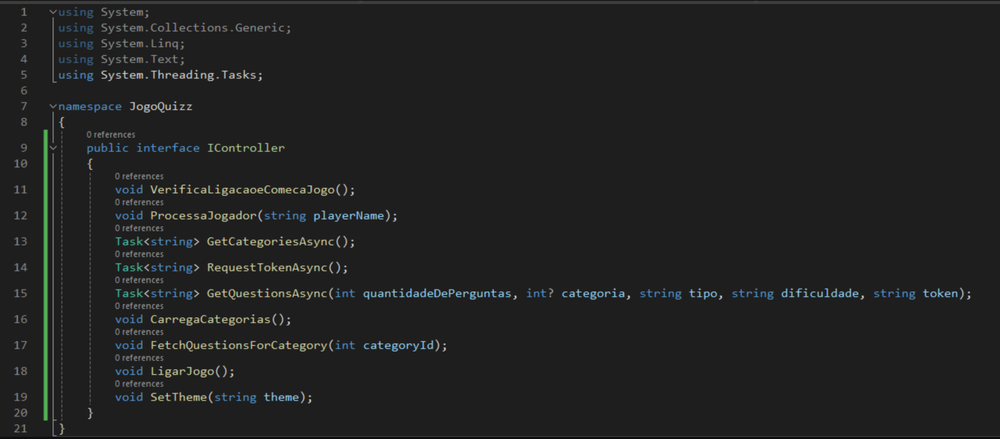 1 using System;
2 using System.Collections.Generic;
3 using System.Linq;
4 using System.Text;
5 using System.Threading.Tasks;
6
7 namespace JogoQuizz
8 {
0 references
9 public interface IController
10 {
0 references
11 void VerificaLigacaoeComecaJogo();
0 references
12 void ProcessaJogador(string playerName);
0 references
13 Task<string> GetCategoriesAsync();
0 references
14 Task<string> RequestTokenAsync();
0 references
15 Task<string> GetQuestionsAsync(int quantidadeDePerguntas, int? categoria, string tipo, string dificuldade, string token);
0 references
16 void CarregaCategorias();
0 references
17 void FetchQuestionsForCategory(int categoryId);
0 references
18 void LigarJogo();
0 references
19 void SetTheme(string theme);
20 }
21 }